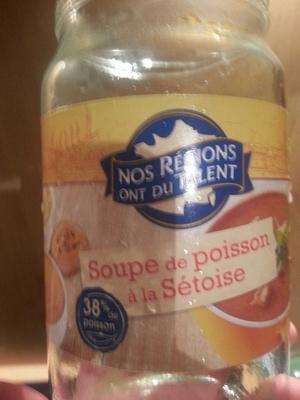 NOS RÉGIONS
ONT DU TALENT
Soupe de poisson
à la Sétoise
38% de
poisson